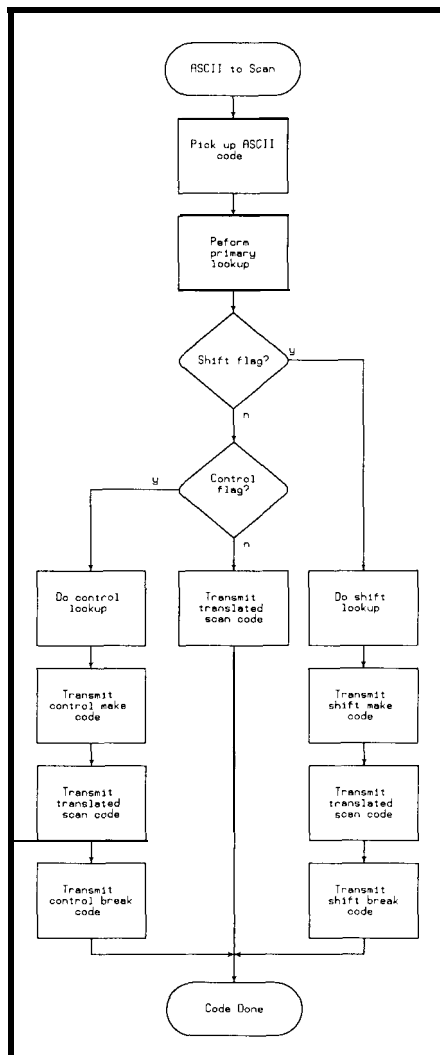 ASCII to Scan
Pick up ASCII
code
Peform
primary
lookup
Shift flag?
y
n
Control
flag?
y
n
Do control
lookup
Transmit
translated
scan code
Do shift
lookup
Transmit
control make
code
Transmit
shift make
code
Transmit
translated
scan code
Transmit
translated
scan code
Transmit
control break
code
Transmit
shift break
code
Code Done